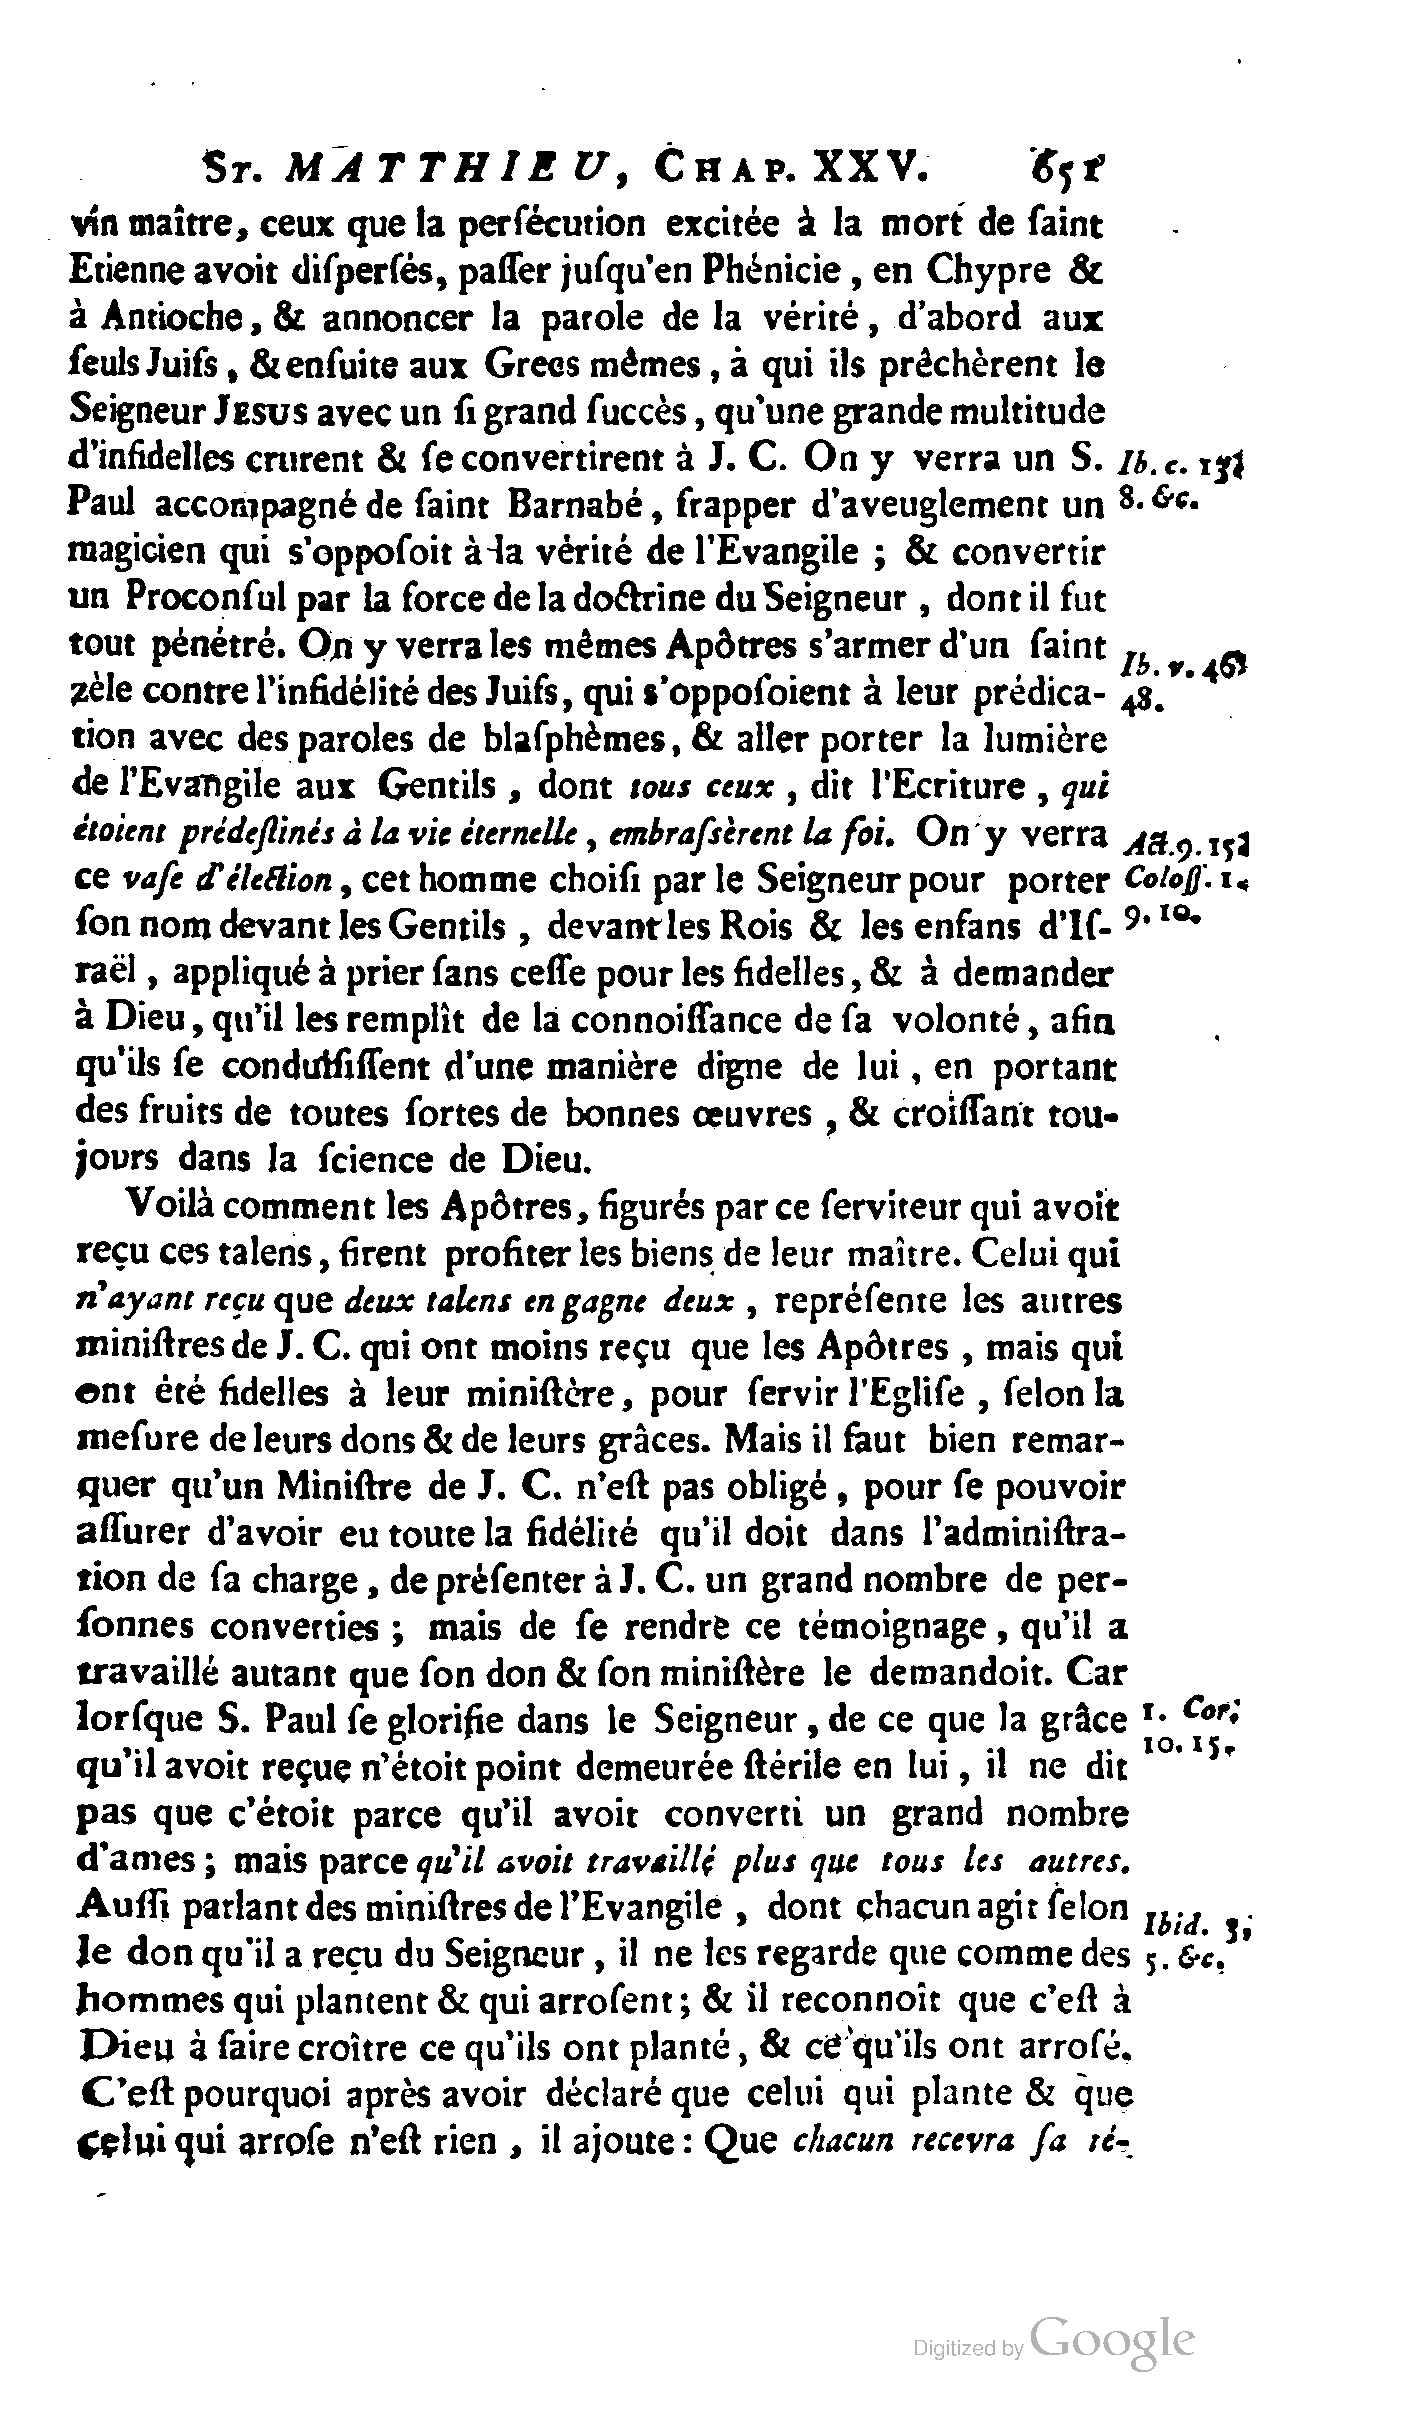 ST. MATTHIEU, CHAP. XXV. 651
vin maître, ceux que la perſécution excitée à la mort de ſaint
Etienne avoit diſperſés, paſſer juſqu'en Phénicie, en Chypre &
à Antioche, & annoncer la parole de la vérité, d'abord aux
ſeuls Juifs, & enſuite aux Grecs mêmes, à qui ils prêchèrent le
Seigneur JESUS avec un ſi grand ſuccès, qu'une grande multitude
d'infidelles crurent & ſe convertirent à J. C. On y verra un S. Ib. c. 13.
Paul accompagné de ſaint Barnabé, frapper d'aveuglement un 8. &c.
magicien qui s'oppoſoit à la vérité de l'Evangile ; & convertir
un Proconſul par la force de la doctrine du Seigneur, dont il fut
tout pénétré. On y verra les mêmes Apôtres s'armer d'un ſaint Ib. v. 46.
zèle contre l'infidélité des Juifs, qui s'oppoſoient à leur prédica- 48.
tion avec des paroles de blaſphèmes, & aller porter la lumière
de l'Evangile aux Gentils, dont tous ceux, dit l'Ecriture, qui
étoient prédeſtinés à la vie éternelle, embraſsèrent la foi. On y verra Act. 9. 15.
ce vaſe d'élection, cet homme choiſi par le Seigneur pour porter Coloſſ. 1.
ſon nom devant les Gentils, devant les Rois & les enfans d'Iſ- 9. 10.
raël, appliqué à prier ſans ceſſe pour les fidelles, & à demander
à Dieu, qu'il les remplît de la connoiſſance de ſa volonté, afin
qu'ils ſe conduiſiſſent d'une manière digne de lui, en portant
des fruits de toutes ſortes de bonnes œuvres, & croiſſant tou-
jours dans la ſcience de Dieu.
Voilà comment les Apôtres, figurés par ce ſerviteur qui avoit
reçu ces talens, firent profiter les biens de leur maître. Celui qui
n'ayant reçu que deux talens en gagne deux, repréſente les autres
miniſtres de J. C. qui ont moins reçu que les Apôtres, mais qui
ont été fidelles à leur miniſtère, pour ſervir l'Egliſe, ſelon la
meſure de leurs dons & de leurs grâces. Mais il faut bien remar-
quer qu'un Miniſtre de J. C. n'eſt pas obligé, pour ſe pouvoir
aſſurer d'avoir eu toute la fidélité qu'il doit dans l'adminiſtra-
tion de ſa charge, de préſenter à J. C. un grand nombre de per-
ſonnes converties ; mais de ſe rendre ce témoignage, qu'il a
travaillé autant que ſon don & ſon miniſtère le demandoit. Car
lorſque S. Paul ſe glorifie dans le Seigneur, de ce que la grâce 1. Cor.
qu'il avoit reçue n'étoit point demeurée ſtérile en lui, il ne dit 10. 15.
pas que c'étoit parce qu'il avoit converti un grand nombre
d'ames ; mais parce qu'il avoit travaillé plus que tous les autres.
Auſſi parlant des miniſtres de l'Evangile, dont chacun agit ſelon Ibid. 3.
le don qu'il a reçu du Seigneur, il ne les regarde que comme des 5. &c.
hommes qui plantent & qui arroſent ; & il reconnoît que c'eſt à
Dieu à faire croître ce qu'ils ont planté, & ce qu'ils ont arroſé.
C'eſt pourquoi après avoir déclaré que celui qui plante & que
celui qui arroſe n'eſt rien, il ajoute : Que chacun recevra ſa ré-
Digitized by Google